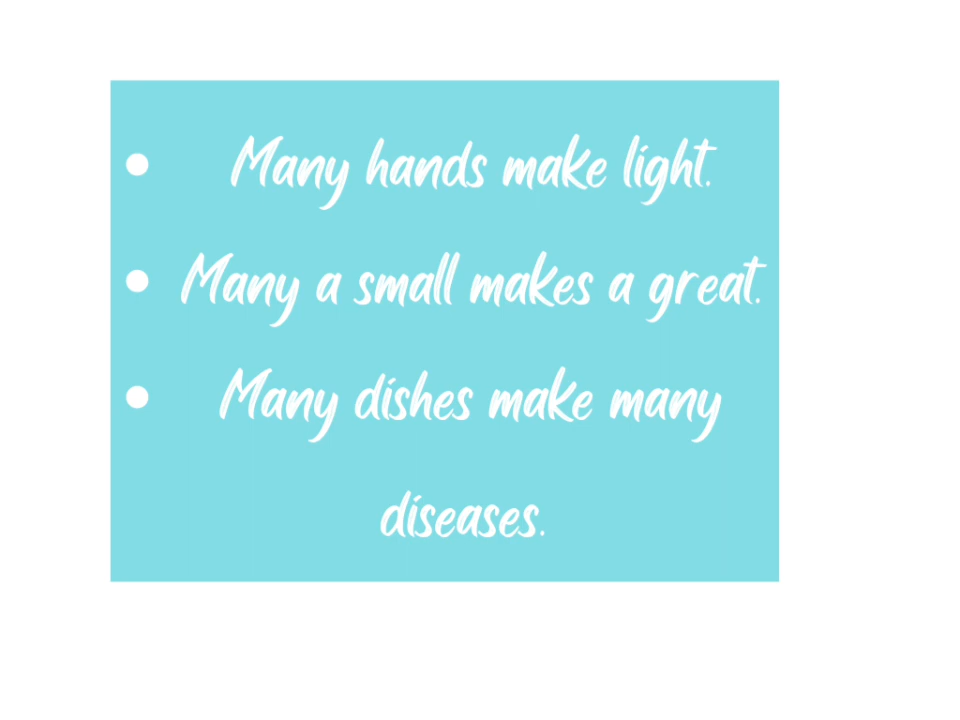 • Many hands make light.
• Many a small makes a great.
• Many dishes make many
diseases.